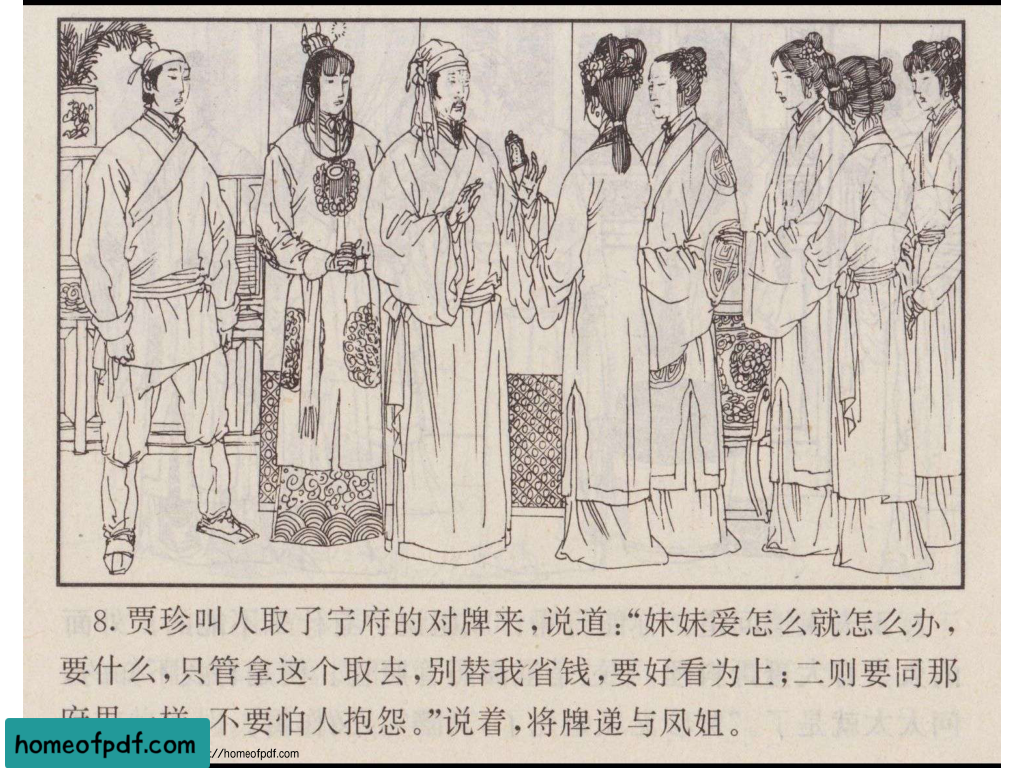 8. 贾珍叫人取了宁府的对牌来，说道：“妹妹爱怎么就怎么办，
要什么，只管拿这个取去，别替我省钱，要好看为上；二则要同那
一样，不要怕人抱怨。”说着，将牌递与凤姐。
homeofpdf.com
//homeofpdf.com